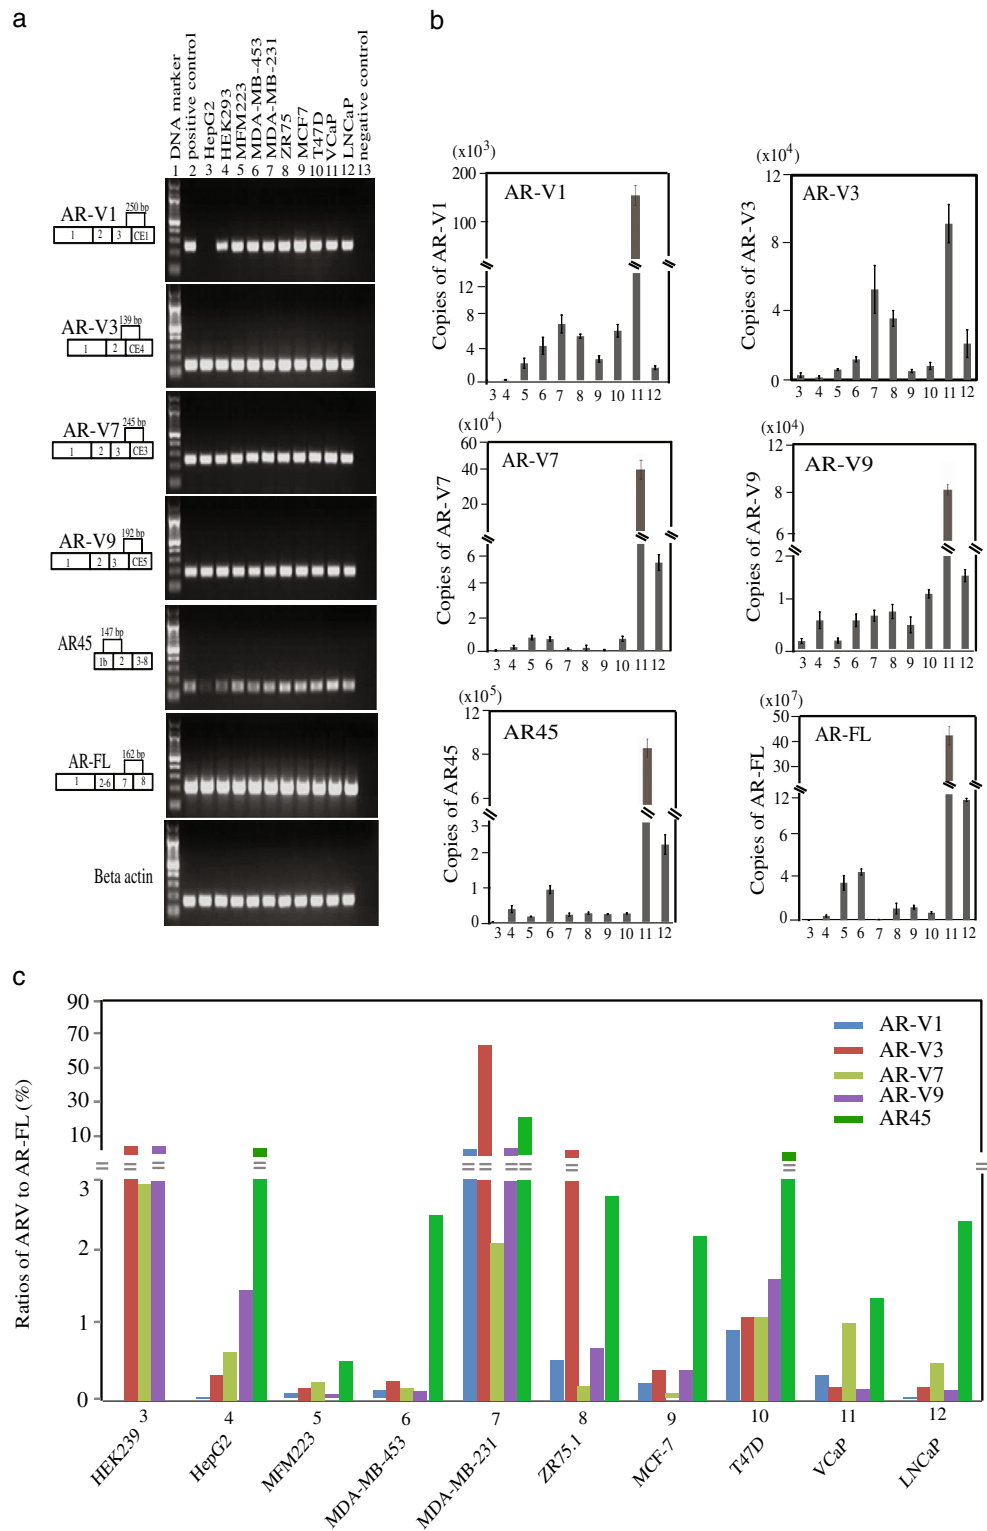 a
DNA marker
positive control
HepG2
HEK293
MFM223
MDA-MB-453
MDA-MB-231
ZR75
MCF7
T47D
VCaP
LNCaP
negative control
1 2 3 4 5 6 7 8 9 10 11 12 13
AR-V1
250 bp
1 2 3 CE1
AR-V3
139 bp
1 2 CE4
AR-V7
245 bp
1 2 3 CE3
AR-V9
192 bp
1 2 3 CE5
AR45
147 bp
1b 2 3-8
AR-FL
162 bp
1 2-6 7 8
Beta actin
b
(x10³)
AR-V1
Copies of AR-V1
200
150
12
8
4
0
3 4 5 6 7 8 9 10 11 12
(x10⁴)
AR-V3
Copies of AR-V3
12
8
4
0
3 4 5 6 7 8 9 10 11 12
(x10⁴)
AR-V7
Copies of AR-V7
60
40
20
6
4
2
0
3 4 5 6 7 8 9 10 11 12
(x10⁴)
AR-V9
Copies of AR-V9
12
8
6
2
1
0
3 4 5 6 7 8 9 10 11 12
(x10⁵)
AR45
Copies of AR45
12
8
6
3
2
1
0
3 4 5 6 7 8 9 10 11 12
(x10⁷)
AR-FL
Copies of AR-FL
50
40
30
12
6
4
0
3 4 5 6 7 8 9 10 11 12
c
Ratios of ARV to AR-FL (%)
90
70
50
30
10
3
2
1
0
AR-V1
AR-V3
AR-V7
AR-V9
AR45
3 4 5 6 7 8 9 10 11 12
HEK239
HepG2
MFM223
MDA-MB-453
MDA-MB-231
ZR75.1
MCF-7
T47D
VCaP
LNCaP